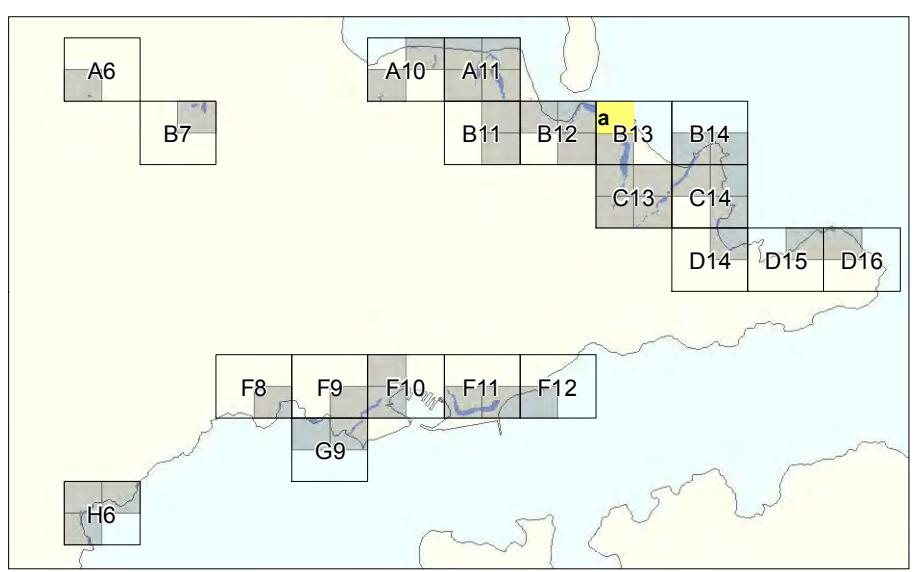 A6 A10 A11
B7 B11 B12 a B13 B14
C13 C14
D14 D15 D16
F8 F9 F10 F11 F12
G9
H6